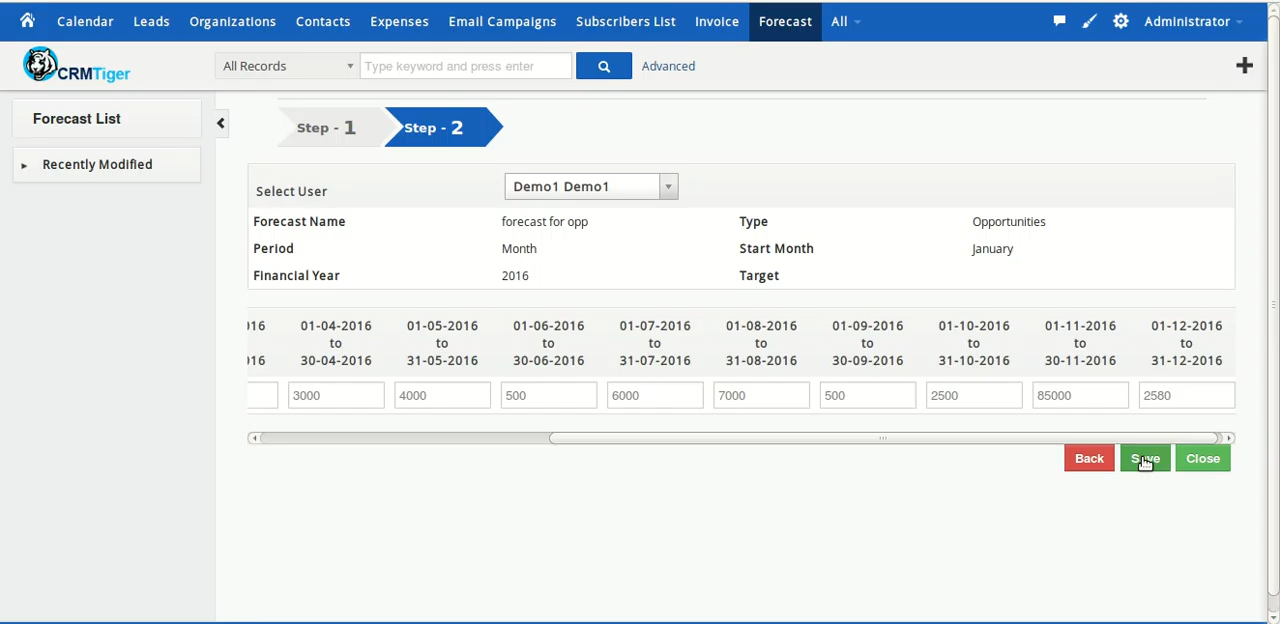 Calendar Leads Organizations Contacts Expenses Email Campaigns Subscribers List Invoice Forecast All Administrator
CRMTiger All Records Type keyword and press enter Advanced
Forecast List
Recently Modified
Step - 1 Step - 2
Select User Demo1 Demo1
Forecast Name forecast for opp Type Opportunities
Period Month Start Month January
Financial Year 2016 Target
01-04-2016 01-05-2016 01-06-2016 01-07-2016 01-08-2016 01-09-2016 01-10-2016 01-11-2016 01-12-2016
to to to to to to to to to
30-04-2016 31-05-2016 30-06-2016 31-07-2016 31-08-2016 30-09-2016 31-10-2016 30-11-2016 31-12-2016
3000 4000 500 6000 7000 500 2500 85000 2580
Back Save Close